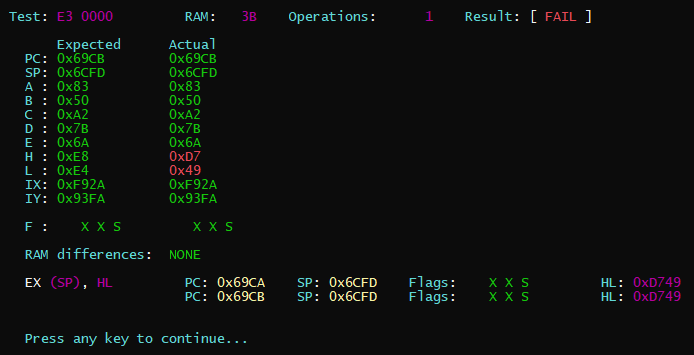 Test: E3 0000 RAM: 3B Operations: 1 Result: [ FAIL ]
Expected Actual
PC: 0x69CB 0x69CB
SP: 0x6CFD 0x6CFD
A : 0x83 0x83
B : 0x50 0x50
C : 0xA2 0xA2
D : 0x7B 0x7B
E : 0x6A 0x6A
H : 0xE8 0xD7
L : 0xE4 0x49
IX: 0xF92A 0xF92A
IY: 0x93FA 0x93FA
F : X X S X X S
RAM differences: NONE
EX (SP), HL PC: 0x69CA SP: 0x6CFD Flags: X X S HL: 0xD749
PC: 0x69CB SP: 0x6CFD Flags: X X S HL: 0xD749
Press any key to continue...